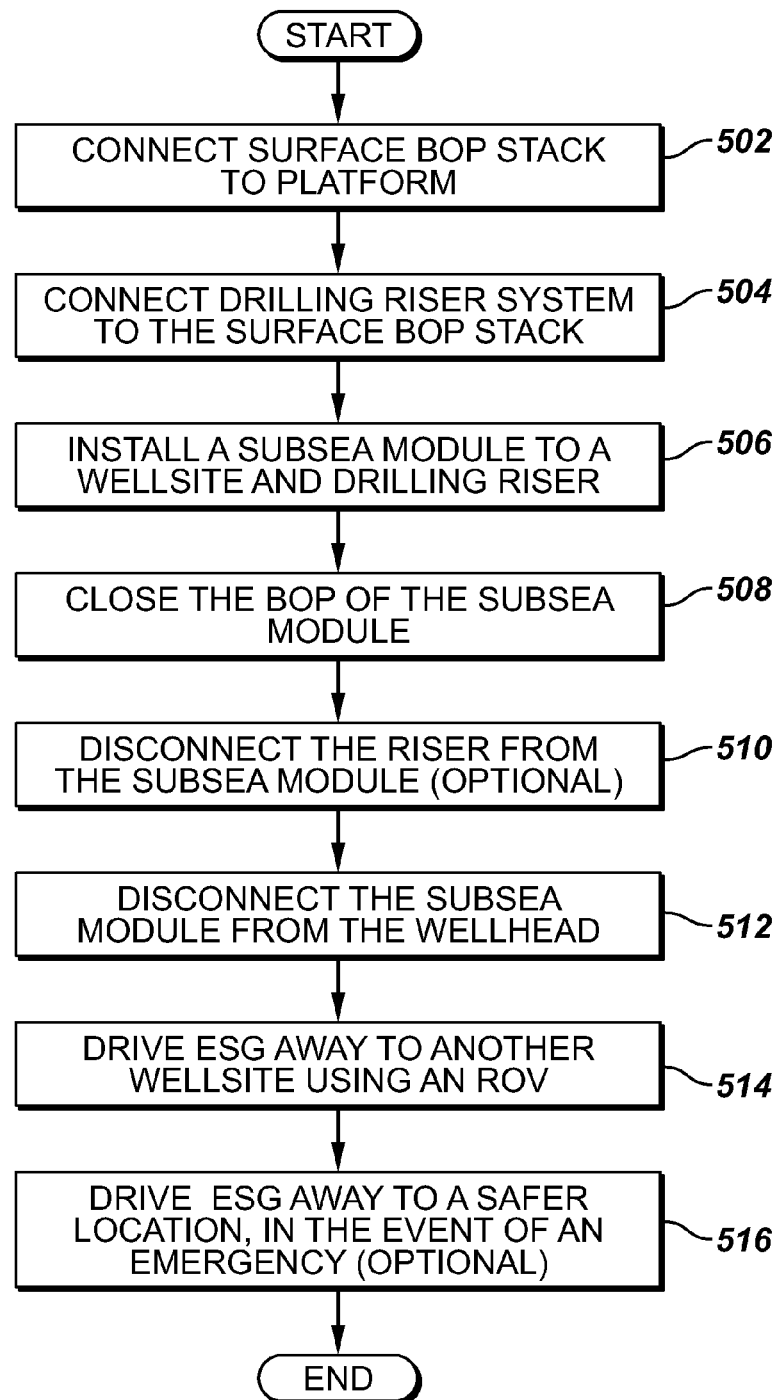 START
CONNECT SURFACE BOP STACK
TO PLATFORM
502
CONNECT DRILLING RISER SYSTEM
TO THE SURFACE BOP STACK
504
INSTALL A SUBSEA MODULE TO A
WELLSITE AND DRILLING RISER
506
CLOSE THE BOP OF THE SUBSEA
MODULE
508
DISCONNECT THE RISER FROM
THE SUBSEA MODULE (OPTIONAL)
510
DISCONNECT THE SUBSEA
MODULE FROM THE WELLHEAD
512
DRIVE ESG AWAY TO ANOTHER
WELLSITE USING AN ROV
514
DRIVE ESG AWAY TO A SAFER
LOCATION, IN THE EVENT OF AN
EMERGENCY (OPTIONAL)
516
END